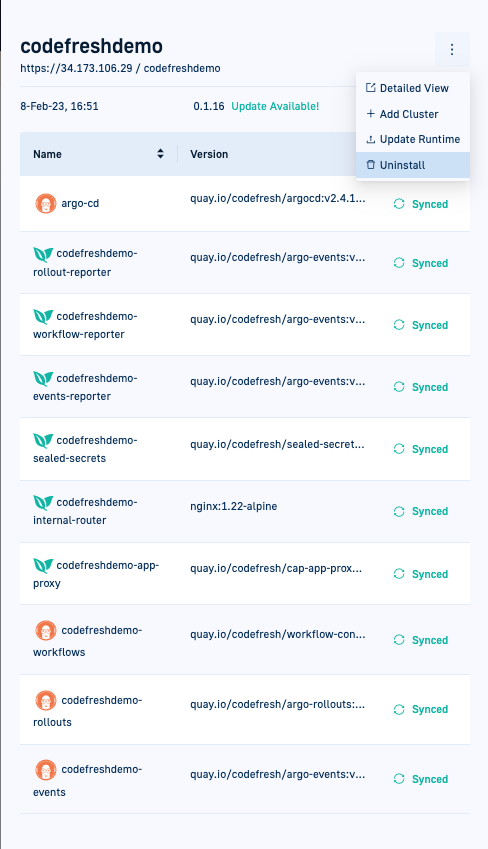 codefreshdemo
https://34.173.106.29 / codefreshdemo
8-Feb-23, 16:51 0.1.16 Update Available!
Detailed View
Add Cluster
Update Runtime
Uninstall
Name Version
argo-cd quay.io/codefresh/argocd:v2.4.1... Synced
codefreshdemo-
rollout-reporter
quay.io/codefresh/argo-events:v... Synced
codefreshdemo-
workflow-reporter
quay.io/codefresh/argo-events:v... Synced
codefreshdemo-
events-reporter
quay.io/codefresh/argo-events:v... Synced
codefreshdemo-
sealed-secrets
quay.io/codefresh/sealed-secret... Synced
codefreshdemo-
internal-router
nginx:1.22-alpine Synced
codefreshdemo-app-
proxy
quay.io/codefresh/cap-app-prox... Synced
codefreshdemo-
workflows
quay.io/codefresh/workflow-con... Synced
codefreshdemo-
rollouts
quay.io/codefresh/argo-rollouts:... Synced
codefreshdemo-
events
quay.io/codefresh/argo-events:v... Synced